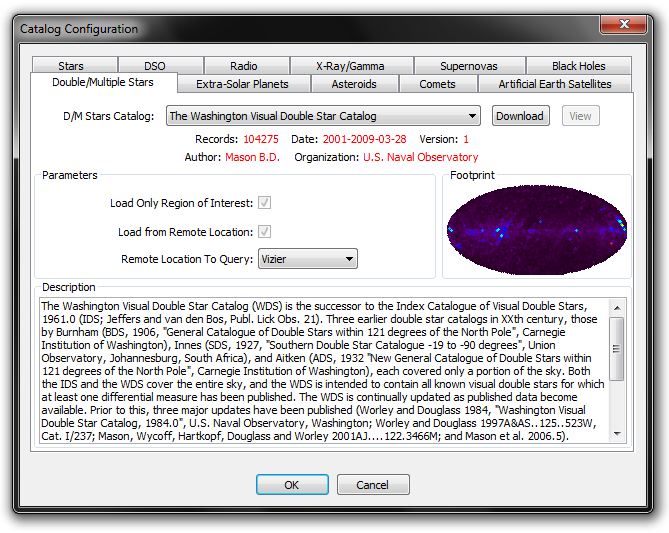 Catalog Configuration
Stars DSO Radio X-Ray/Gamma Supernovas Black Holes
Double/Multiple Stars Extra-Solar Planets Asteroids Comets Artificial Earth Satellites
D/M Stars Catalog: The Washington Visual Double Star Catalog Download View
Records: 104275 Date: 2001-2009-03-28 Version: 1
Author: Mason B.D. Organization: U.S. Naval Observatory
Parameters Footprint
Load Only Region of Interest:
Load from Remote Location:
Remote Location To Query: Vizier
Description
The Washington Visual Double Star Catalog (WDS) is the successor to the Index Catalogue of Visual Double Stars,
1961.0 (IDS; Jeffers and van den Bos, Publ. Lick Obs. 21). Three earlier double star catalogs in XXth century, those
by Burnham (BDS, 1906, "General Catalogue of Double Stars within 121 degrees of the North Pole", Carnegie
Institution of Washington), Innes (SDS, 1927, "Southern Double Star Catalogue -19 to -90 degrees", Union
Observatory, Johannesburg, South Africa), and Aitken (ADS, 1932 "New General Catalogue of Double Stars within
121 degrees of the North Pole", Carnegie Institution of Washington), each covered only a portion of the sky. Both
the IDS and the WDS cover the entire sky, and the WDS is intended to contain all known visual double stars for which
at least one differential measure has been published. The WDS is continually updated as published data become
available. Prior to this, three major updates have been published (Worley and Douglass 1984, "Washington Visual
Double Star Catalog, 1984.0", U.S. Naval Observatory, Washington; Worley and Douglass 1997A&AS..125..523W,
Cat. I/237; Mason, Wycoff, Hartkopf, Douglass and Worley 2001AJ....122.3466M; and Mason et al. 2006.5).
OK Cancel